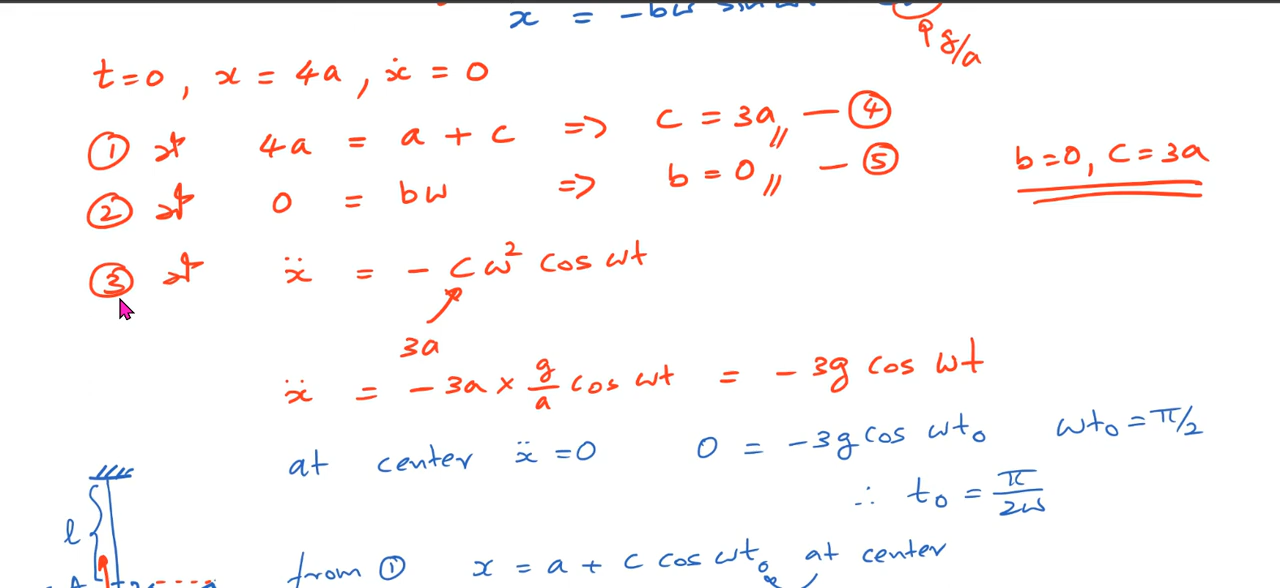 x = -bω
g/a
t=0, x = 4a, ẋ = 0
① ට 4a = a + c => c = 3a,, — ④
② ට 0 = bω => b = 0,, — ⑤
b=0, c=3a
③ ට ẍ = - cω² cos ωt
3a
ẍ = - 3a × g/a cos ωt = - 3g cos ωt
at center ẍ =0 0 = -3g cos ωt₀ ωt₀ = π/2
∴ t₀ = π/2ω
l
from ① x = a + c cos ωt₀ at center